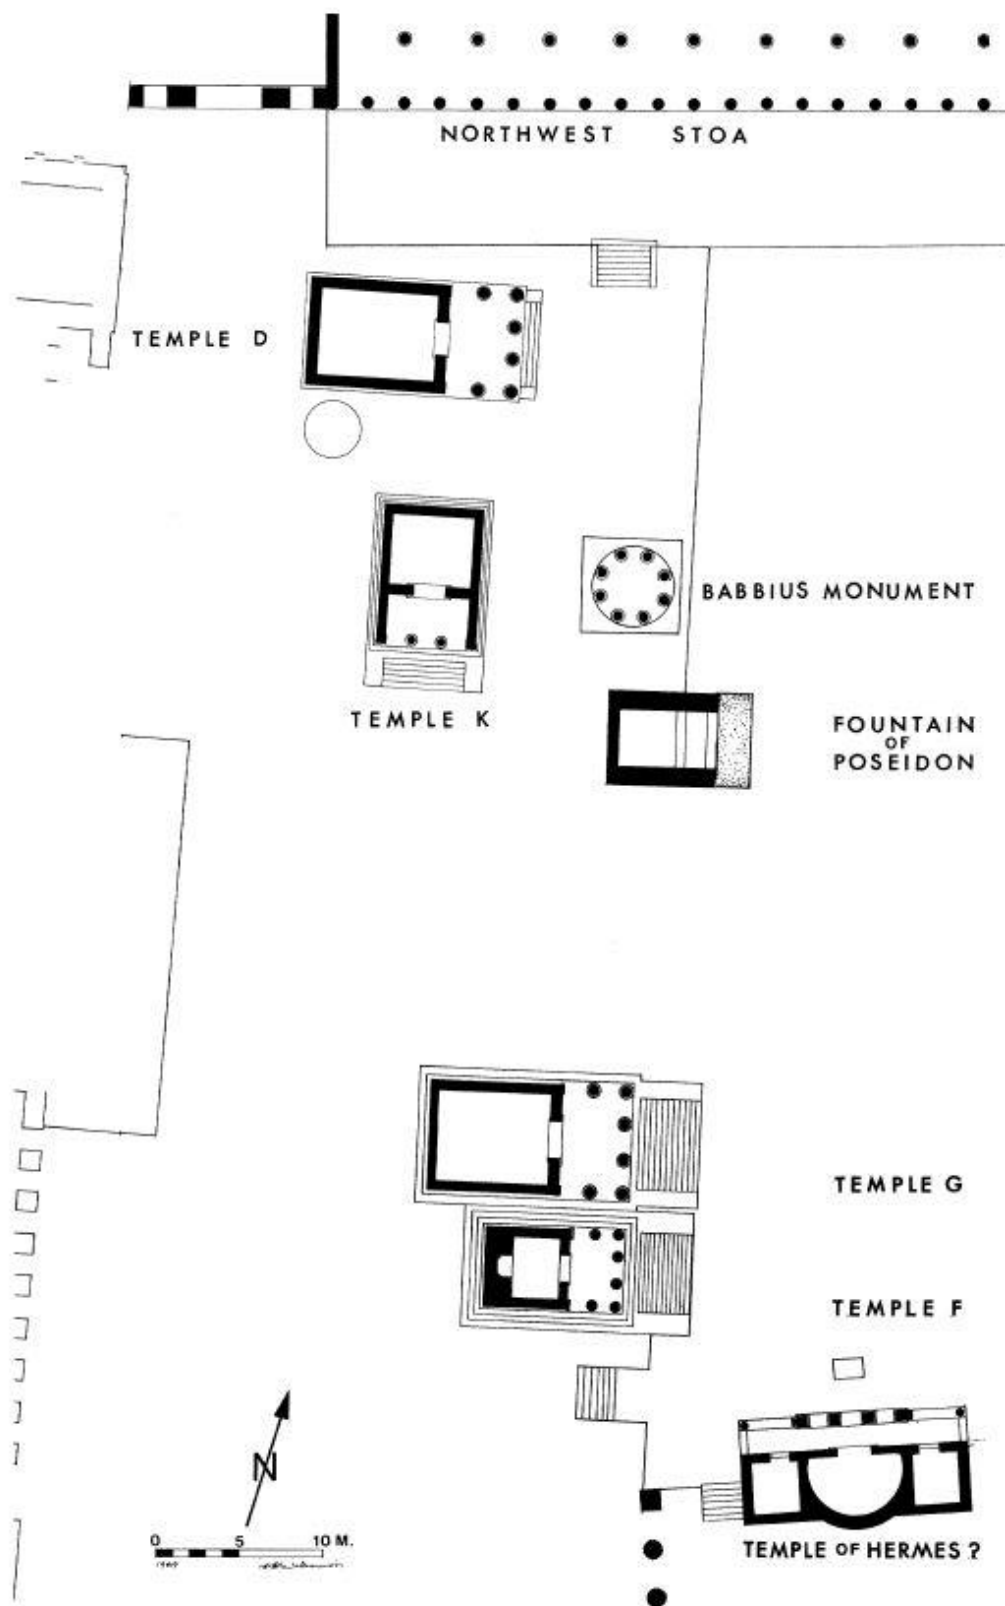 NORTHWEST STOA
TEMPLE D
BABBIUS MONUMENT
TEMPLE K
FOUNTAIN
OF
POSEIDON
TEMPLE G
TEMPLE F
N
0 5 10 M.
TEMPLE OF HERMES ?